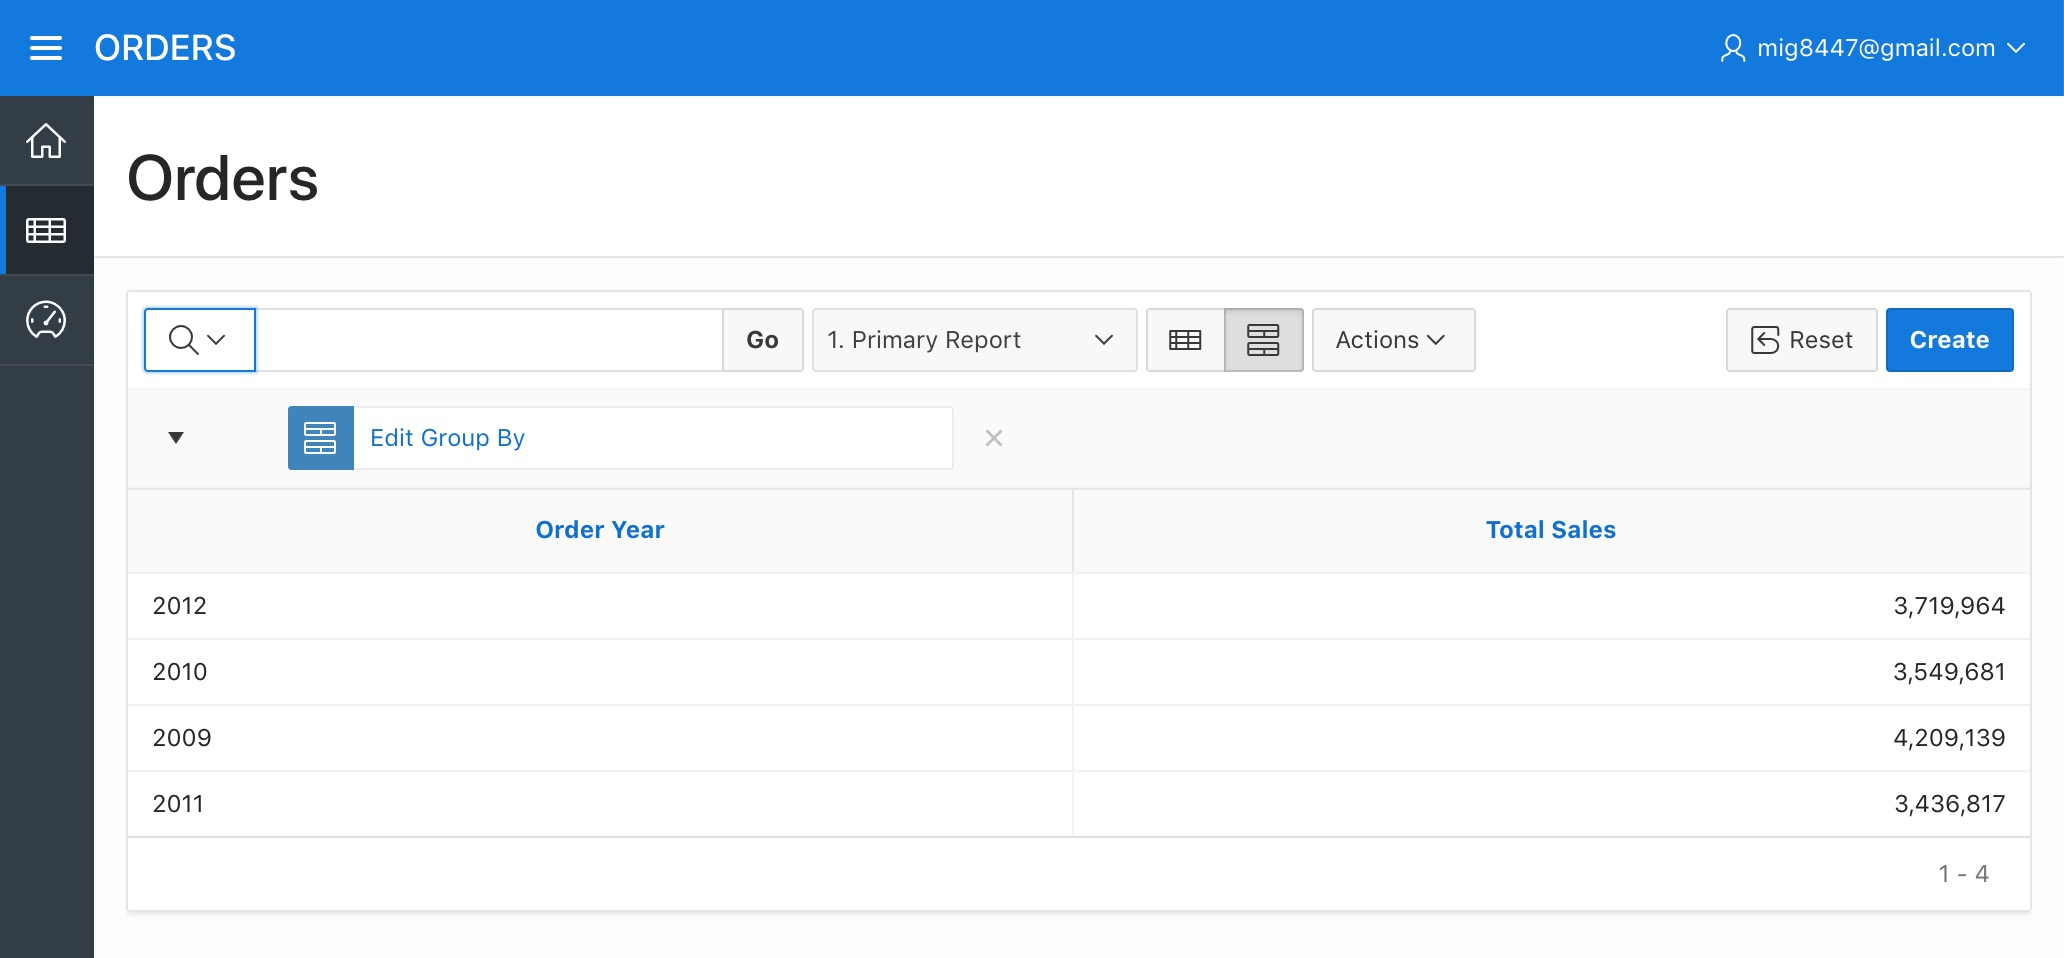 ORDERS
mig8447@gmail.com
Orders
Go
1. Primary Report
Actions
Reset
Create
Edit Group By
Order Year Total Sales
2012 3,719,964
2010 3,549,681
2009 4,209,139
2011 3,436,817
1 - 4